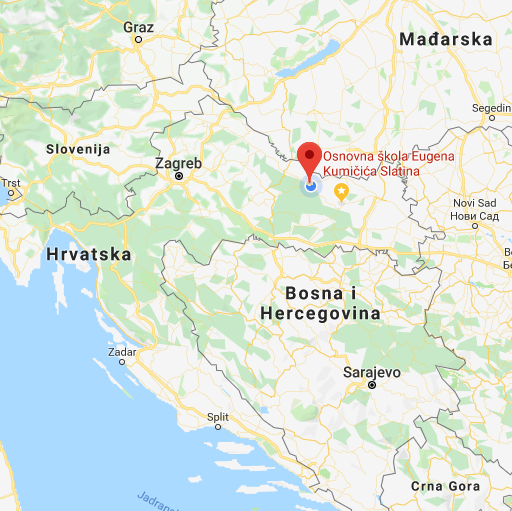 Graz
Mađarska
Segedin
Slovenija
Zagreb
Osnovna škola Eugena
Kumičića Slatina
Trst
Novi Sad
Нови Сад
Hrvatska
Bosna i
Hercegovina
Zadar
Sarajevo
Split
Crna Gora